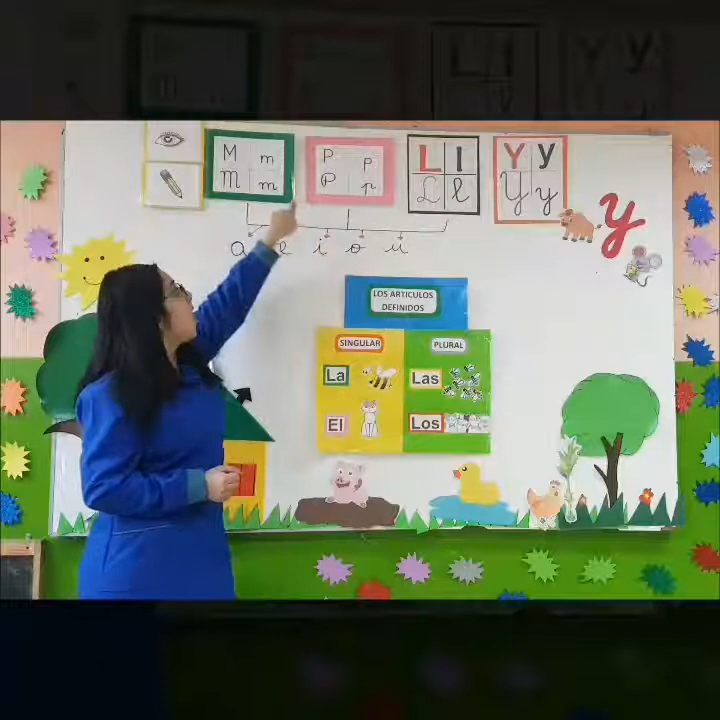 M m
M m
P P
P p
L l
L l
Y y
Y y
y
a e i o u
LOS ARTICULOS
DEFINIDOS
SINGULAR
PLURAL
La
Las
El
Los